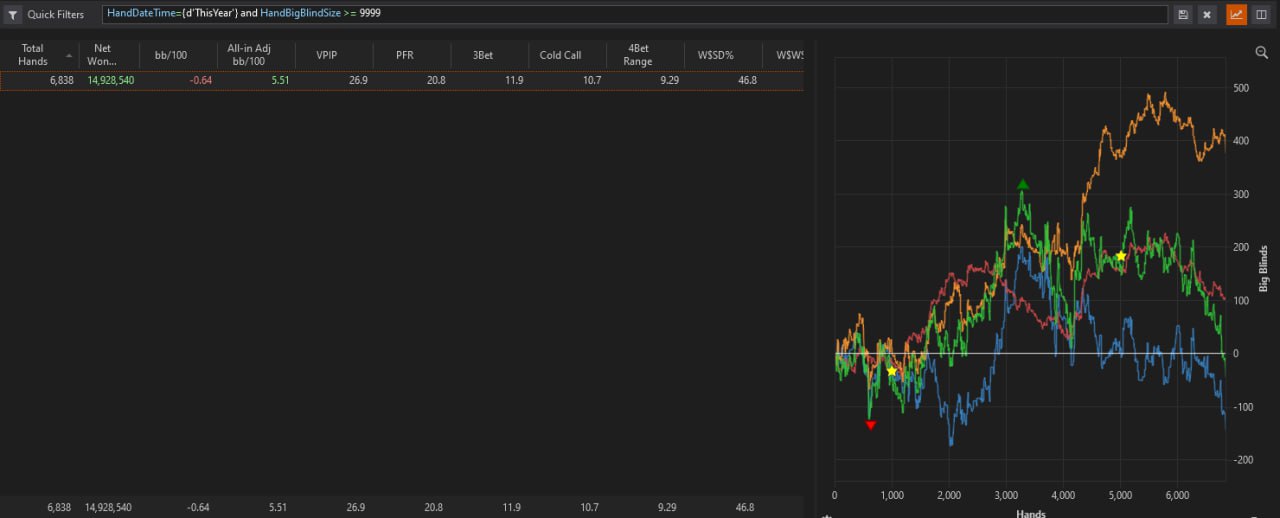 Quick Filters HandDateTime={d'ThisYear'} and HandBigBlindSize >= 9999
Total Hands Net Won... bb/100 All-in Adj bb/100 VPIP PFR 3Bet Cold Call 4Bet Range W$SD% W$WS
6,838 14,928,540 -0.64 5.51 26.9 20.8 11.9 10.7 9.29 46.8
6,838 14,928,540 -0.64 5.51 26.9 20.8 11.9 10.7 9.29 46.8
500
400
300
200
100
0
-100
-200
Big Blinds
0 1,000 2,000 3,000 4,000 5,000 6,000
Hands